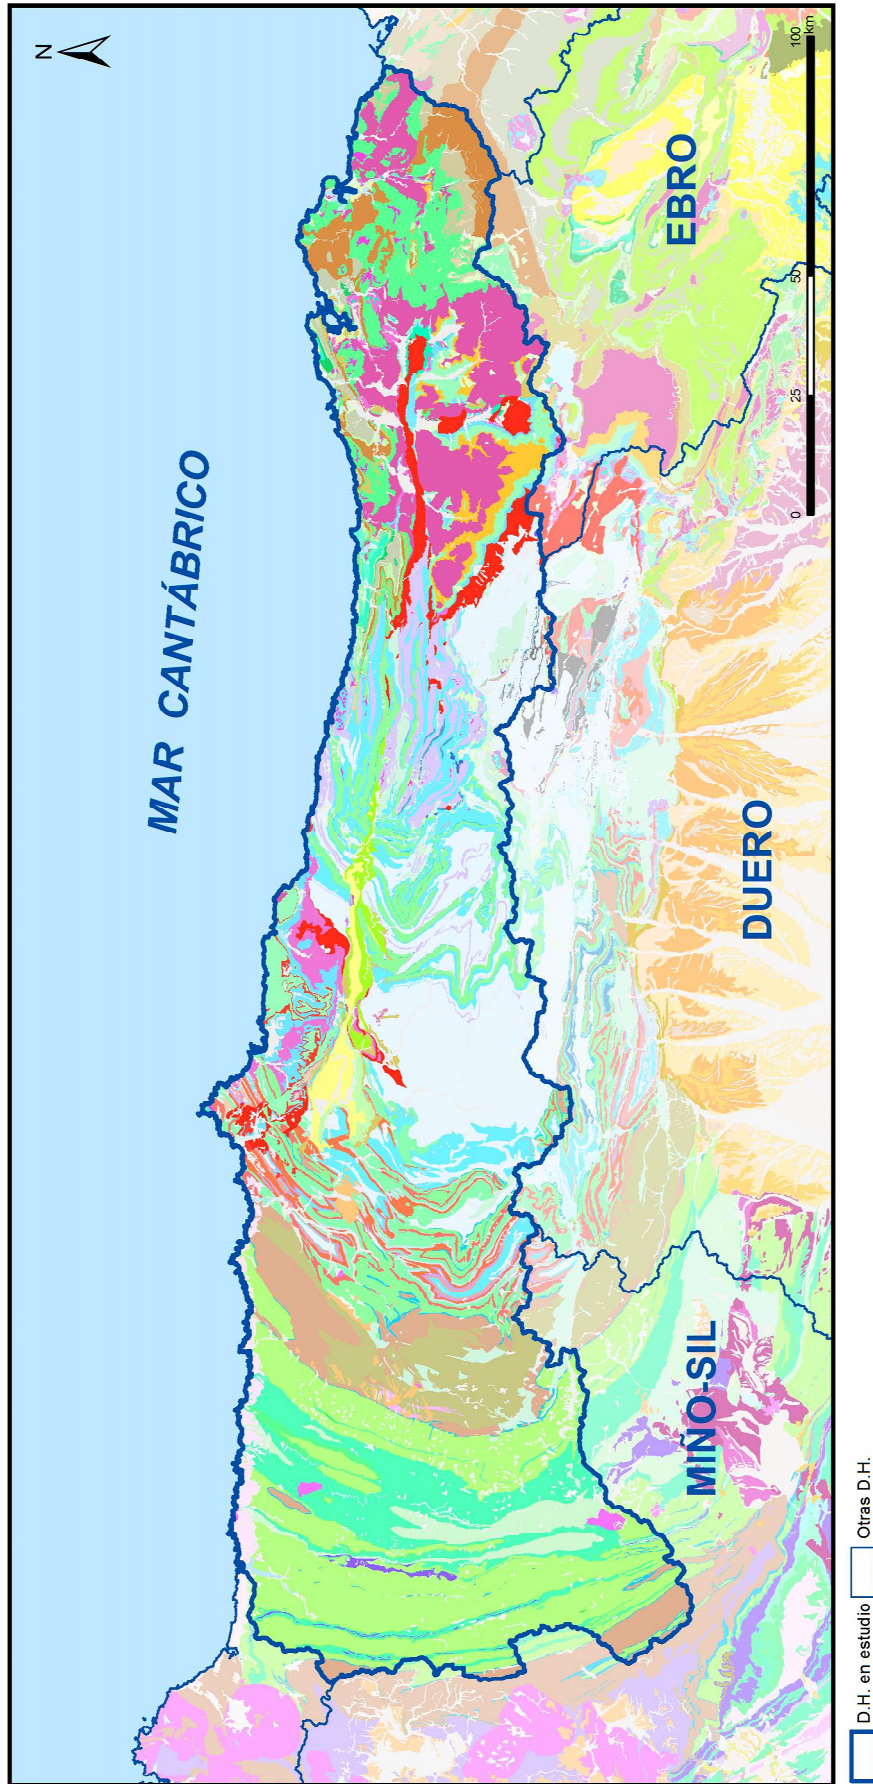 N
MAR CANTÁBRICO
EBRO
DUERO
MIÑO-SIL
0 25 50 100
km
D.H. en estudio
Otras D.H.